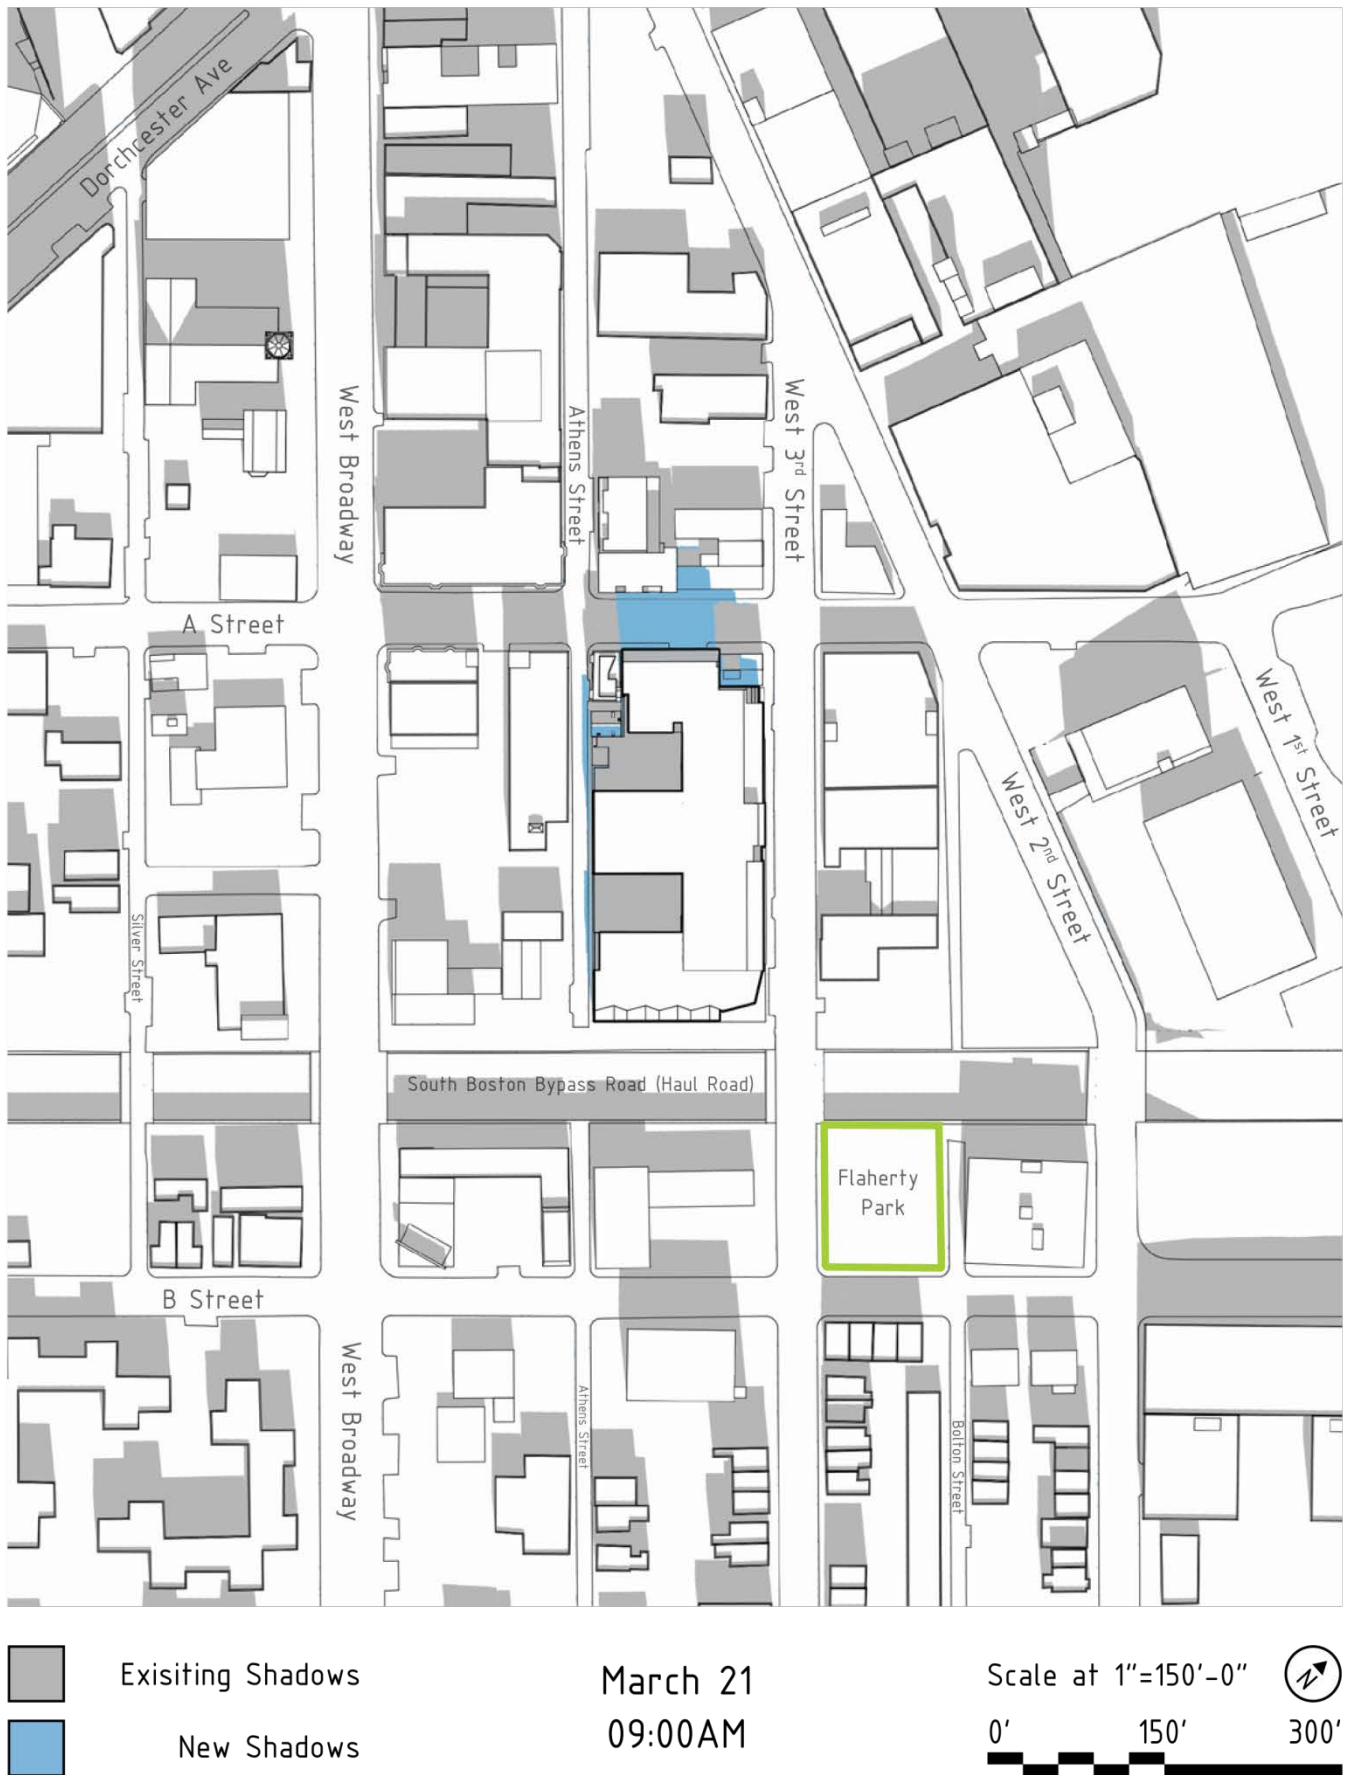 Dorchester Ave
West Broadway
Athens Street
West 3rd Street
A Street
West 1st Street
West 2nd Street
Silver Street
South Boston Bypass Road (Haul Road)
Flaherty
Park
B Street
West Broadway
Athens Street
Bolton Street
Exisiting Shadows
New Shadows
March 21
09:00AM
Scale at 1"=150'-0"
N
0' 150' 300'